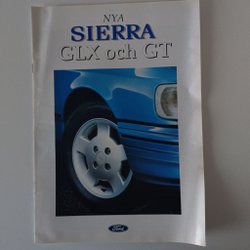 NYA
SIERRA
GLX och GT
Ford